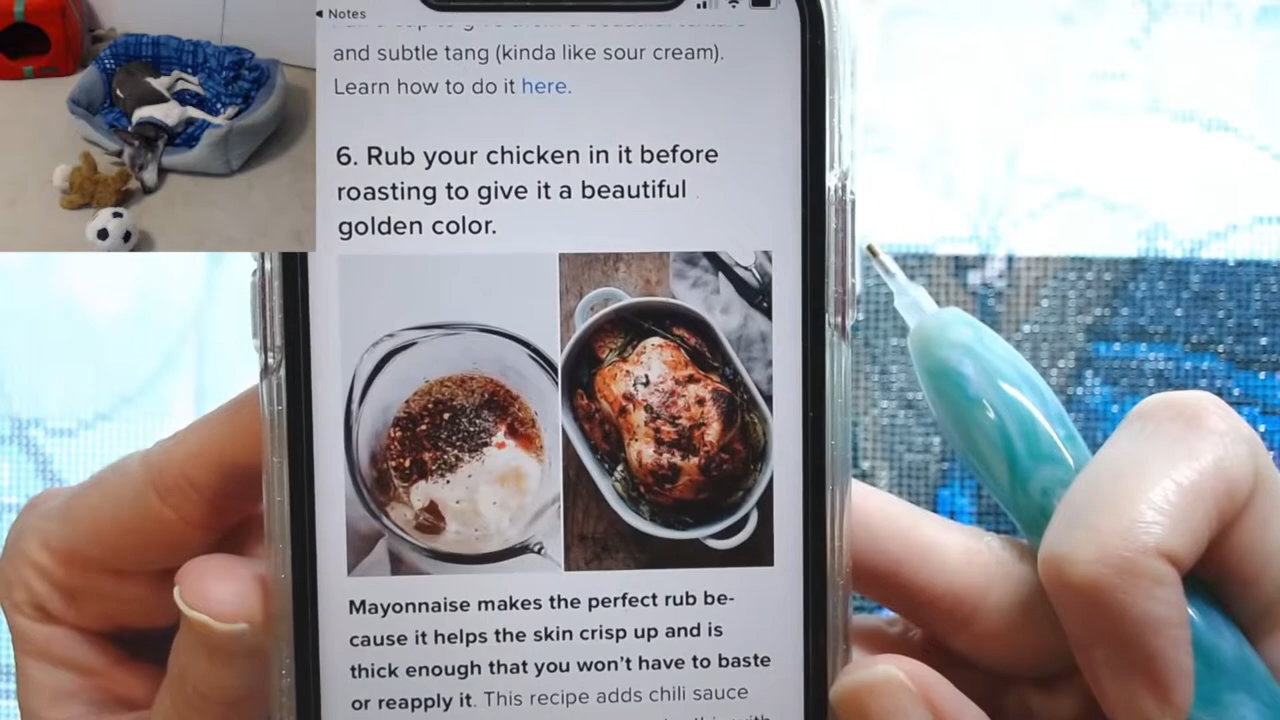 ◀ Notes
and subtle tang (kinda like sour cream).
Learn how to do it here.
6. Rub your chicken in it before
roasting to give it a beautiful
golden color.
Mayonnaise makes the perfect rub be-
cause it helps the skin crisp up and is
thick enough that you won't have to baste
or reapply it. This recipe adds chili sauce